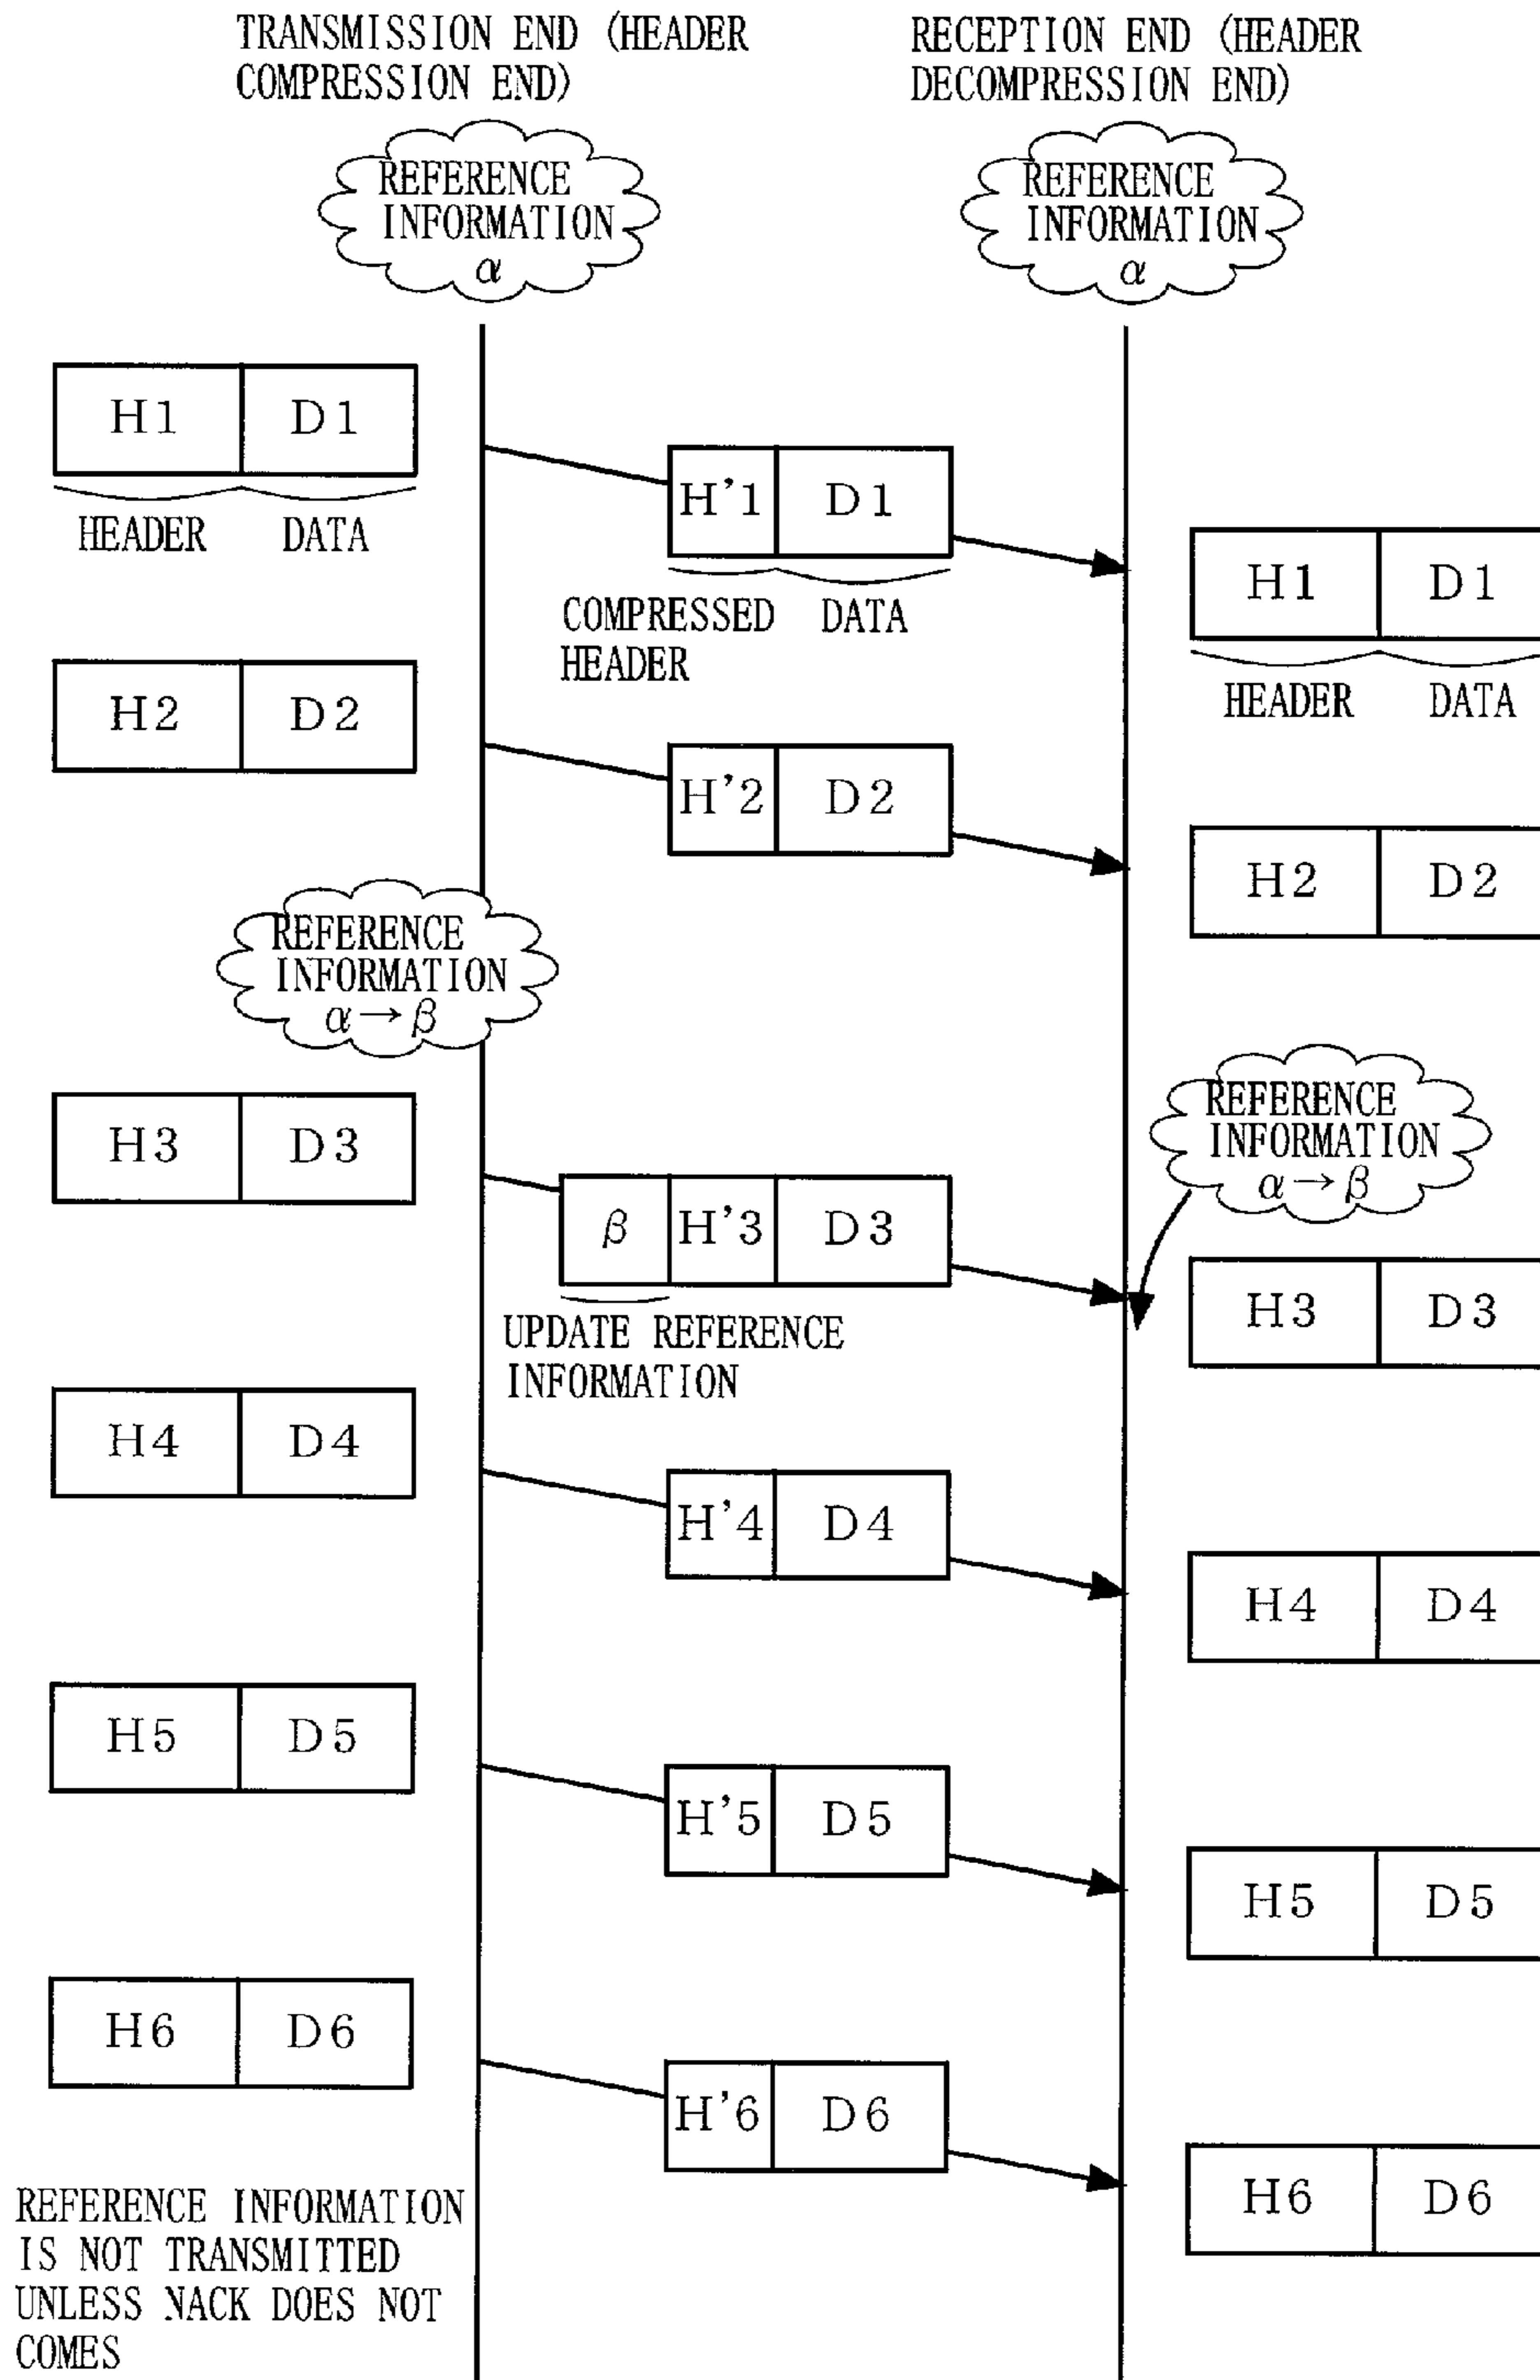 TRANSMISSION END (HEADER
COMPRESSION END)
RECEPTION END (HEADER
DECOMPRESSION END)
REFERENCE
INFORMATION
α
REFERENCE
INFORMATION
α
H1 D1
HEADER DATA
H'1 D1
COMPRESSED DATA
HEADER
H1 D1
HEADER DATA
H2 D2
H'2 D2
H2 D2
REFERENCE
INFORMATION
α→β
REFERENCE
INFORMATION
α→β
H3 D3
β H'3 D3
UPDATE REFERENCE
INFORMATION
H3 D3
H4 D4
H'4 D4
H4 D4
H5 D5
H'5 D5
H5 D5
H6 D6
H'6 D6
H6 D6
REFERENCE INFORMATION
IS NOT TRANSMITTED
UNLESS NACK DOES NOT
COMES